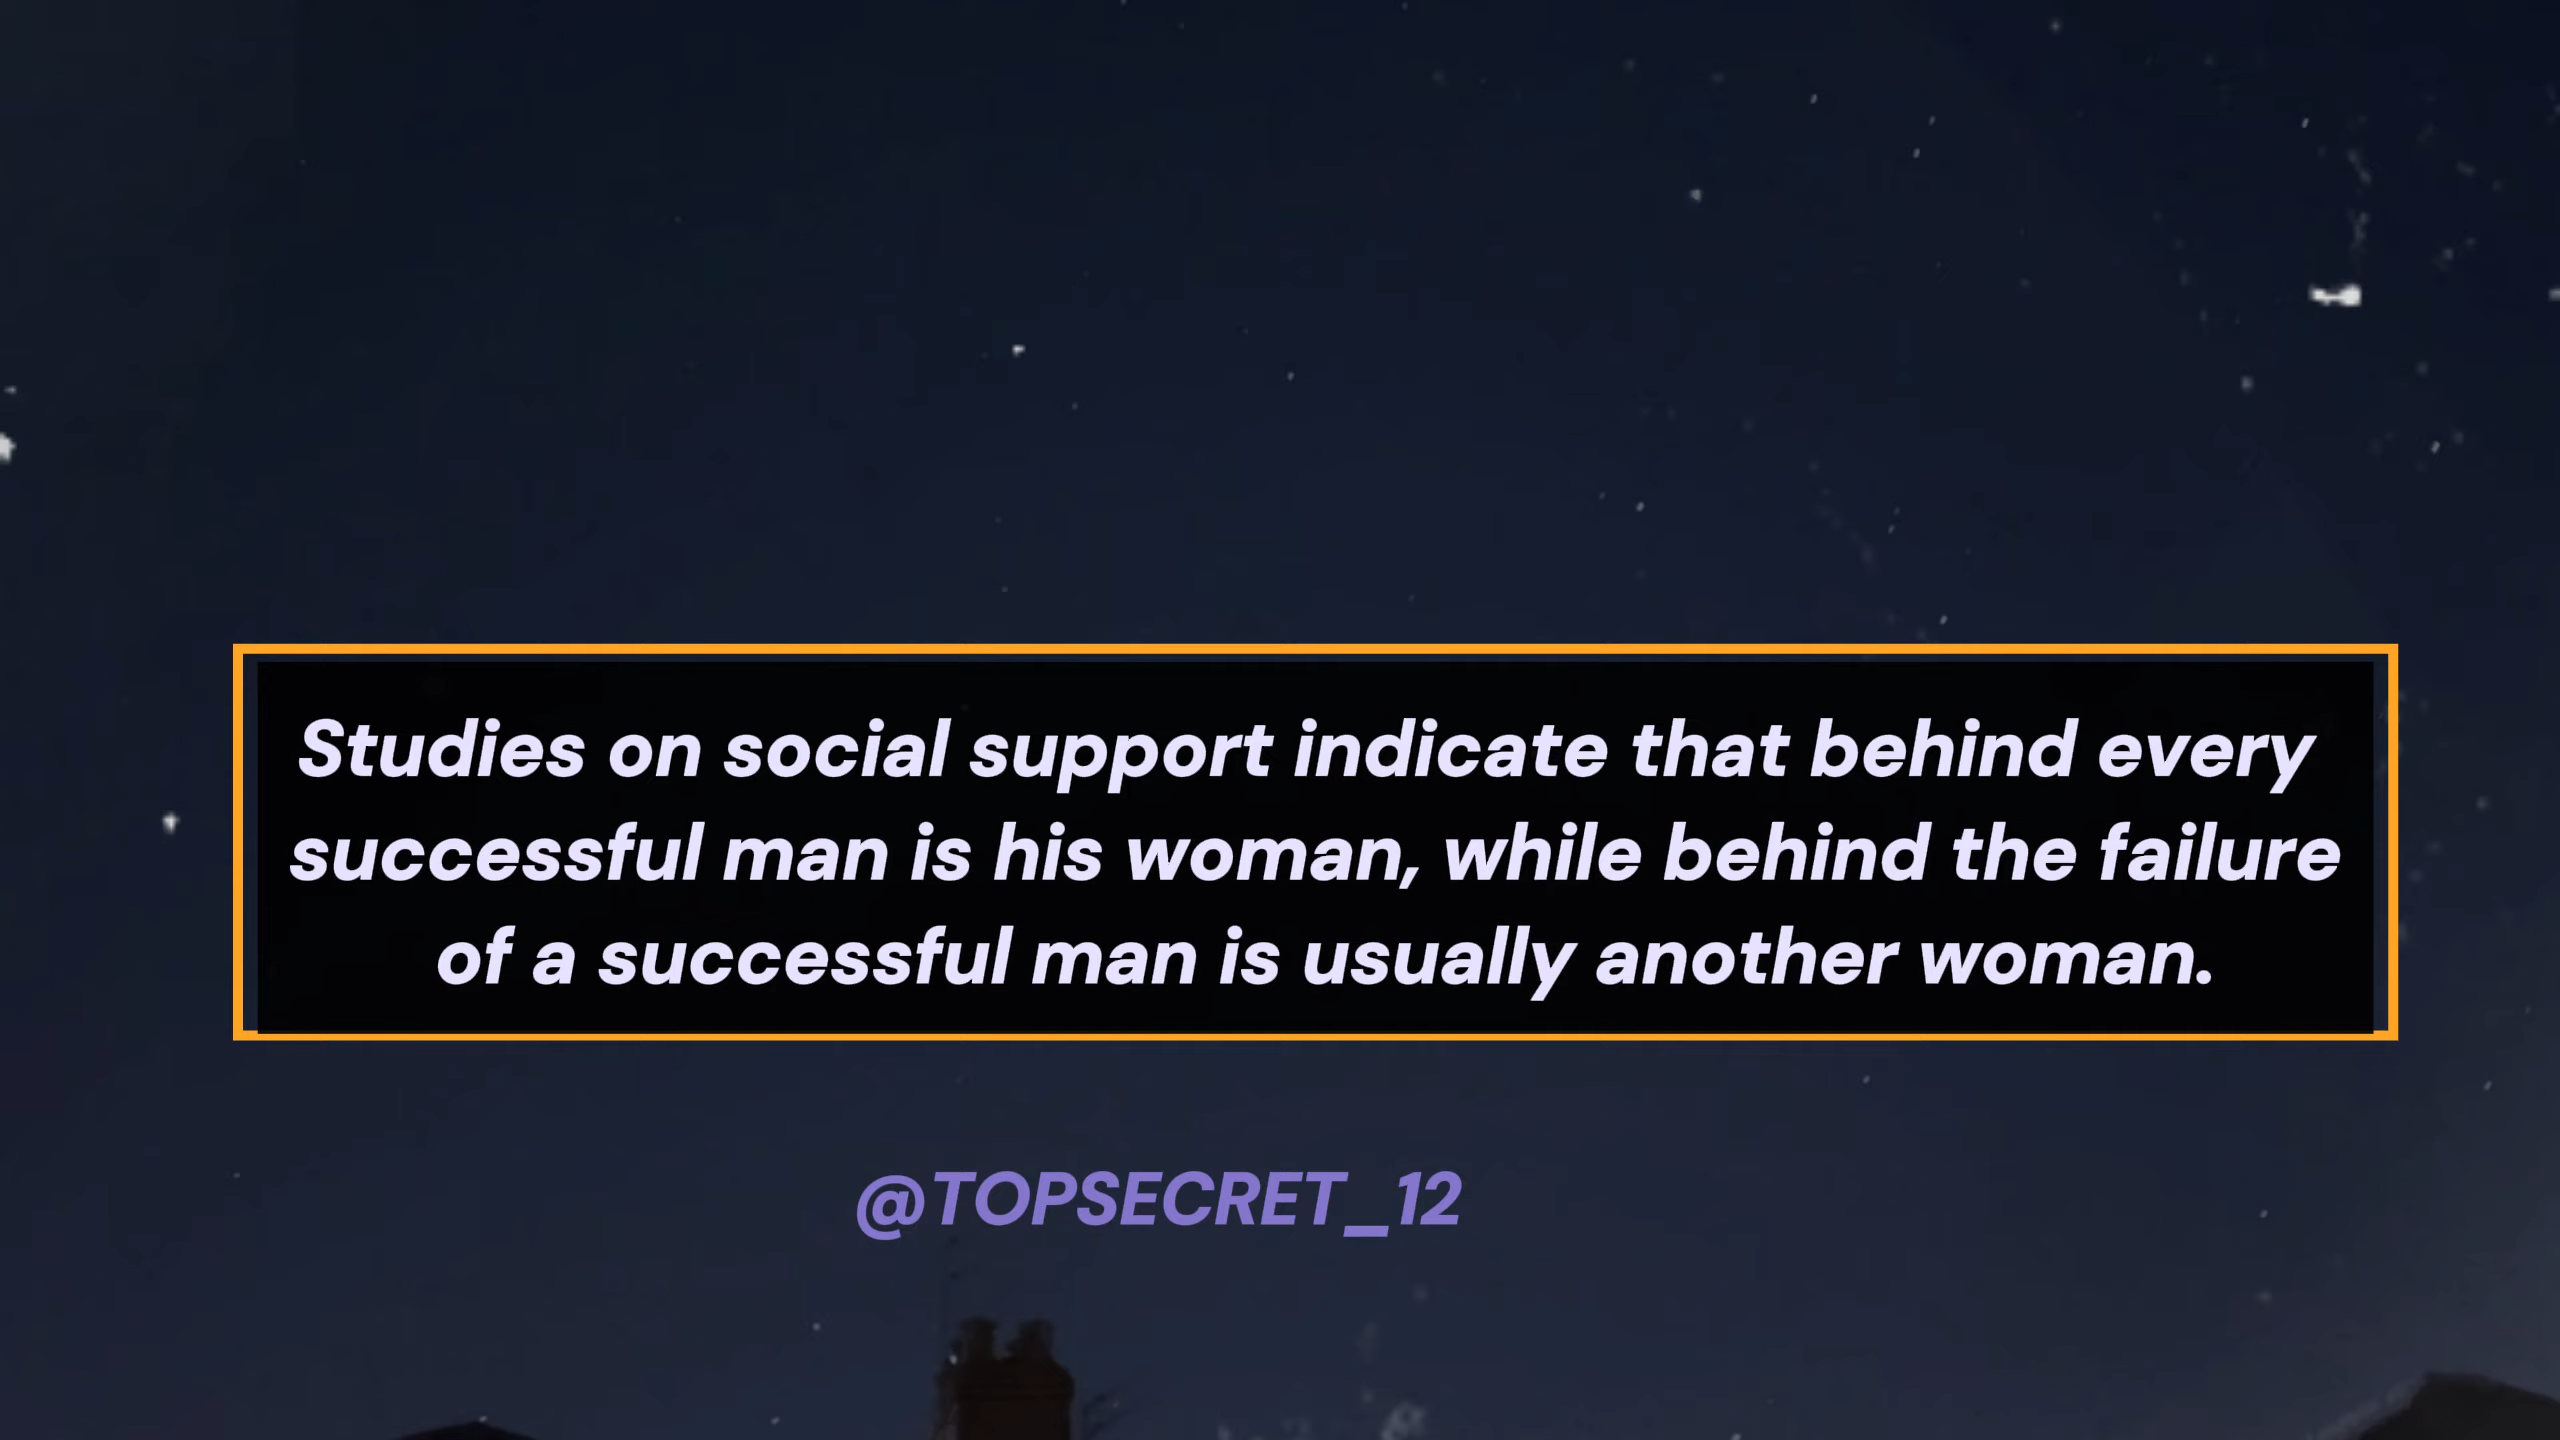 Studies on social support indicate that behind every
successful man is his woman, while behind the failure
of a successful man is usually another woman.
@TOPSECRET_12